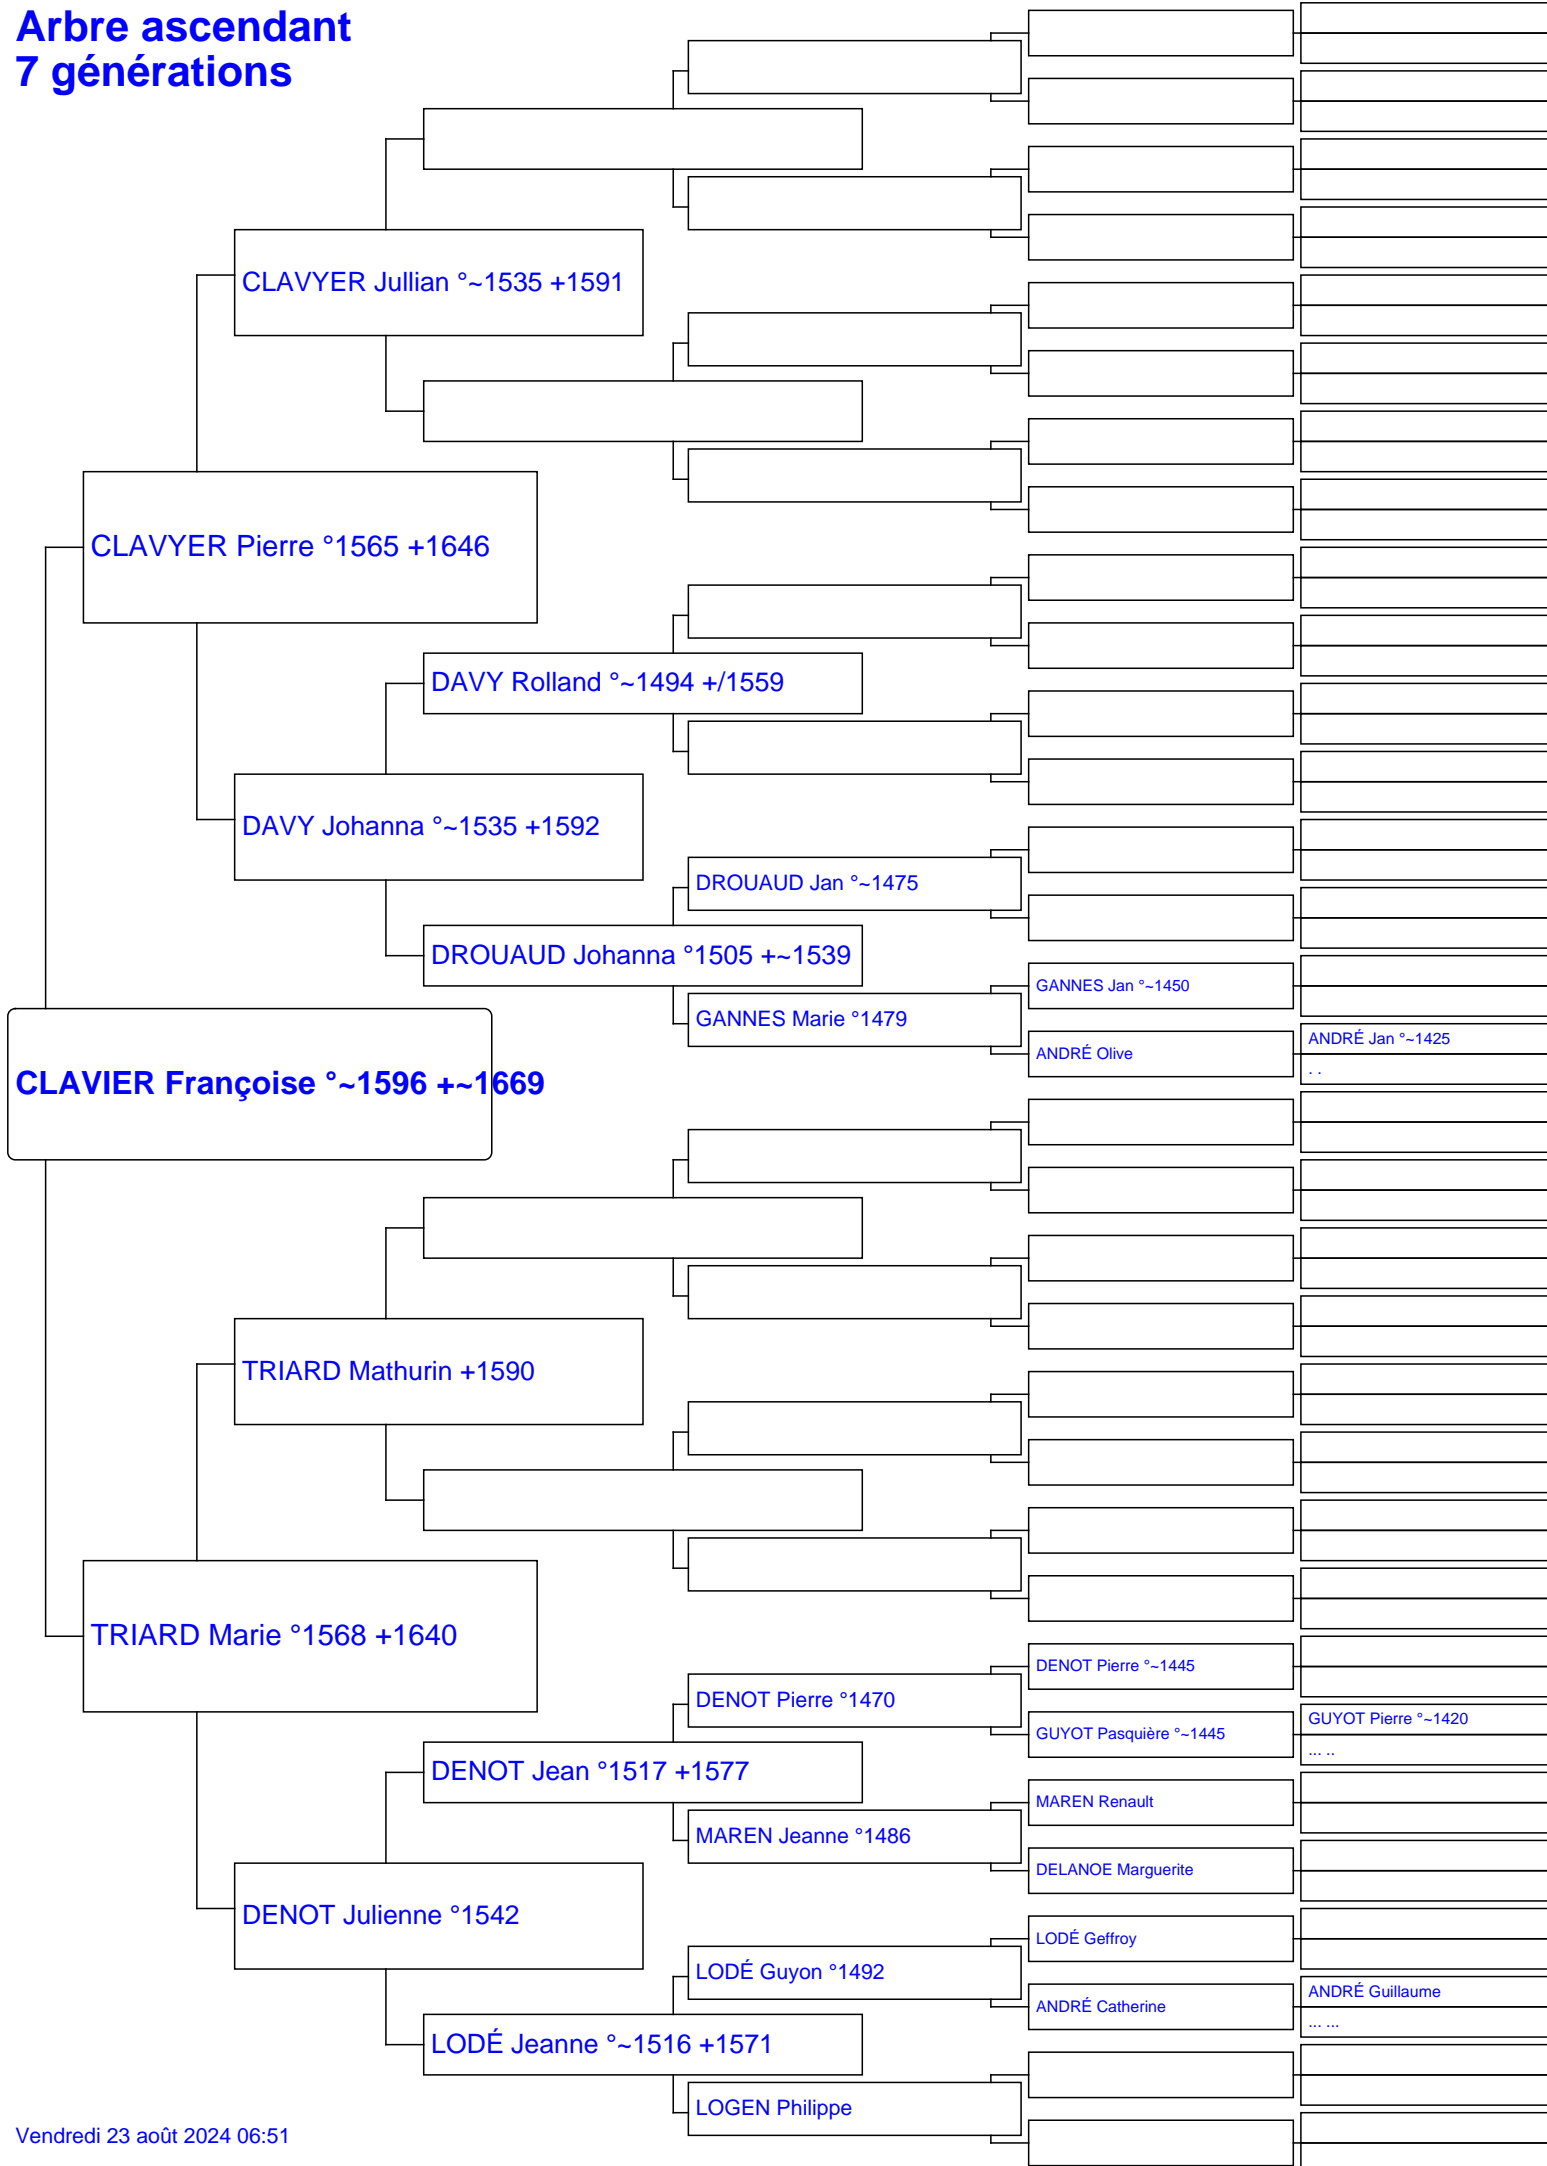 Arbre ascendant
7 générations
CLAVYER Jullian °~1535 +1591
CLAVYER Pierre °1565 +1646
DAVY Rolland °~1494 +/1559
DAVY Johanna °~1535 +1592
DROUAUD Jan °~1475
DROUAUD Johanna °1505 +~1539
GANNES Jan °~1450
GANNES Marie °1479
ANDRÉ Jan °~1425
ANDRÉ Olive
. .
CLAVIER Françoise °~1596 +~1669
TRIARD Mathurin +1590
TRIARD Marie °1568 +1640
DENOT Pierre °~1445
DENOT Pierre °1470
GUYOT Pierre °~1420
GUYOT Pasquière °~1445
... ..
DENOT Jean °1517 +1577
MAREN Renault
MAREN Jeanne °1486
DELANOE Marguerite
DENOT Julienne °1542
LODÉ Geffroy
LODÉ Guyon °1492
ANDRÉ Guillaume
ANDRÉ Catherine
... ...
LODÉ Jeanne °~1516 +1571
LOGEN Philippe
Vendredi 23 août 2024 06:51